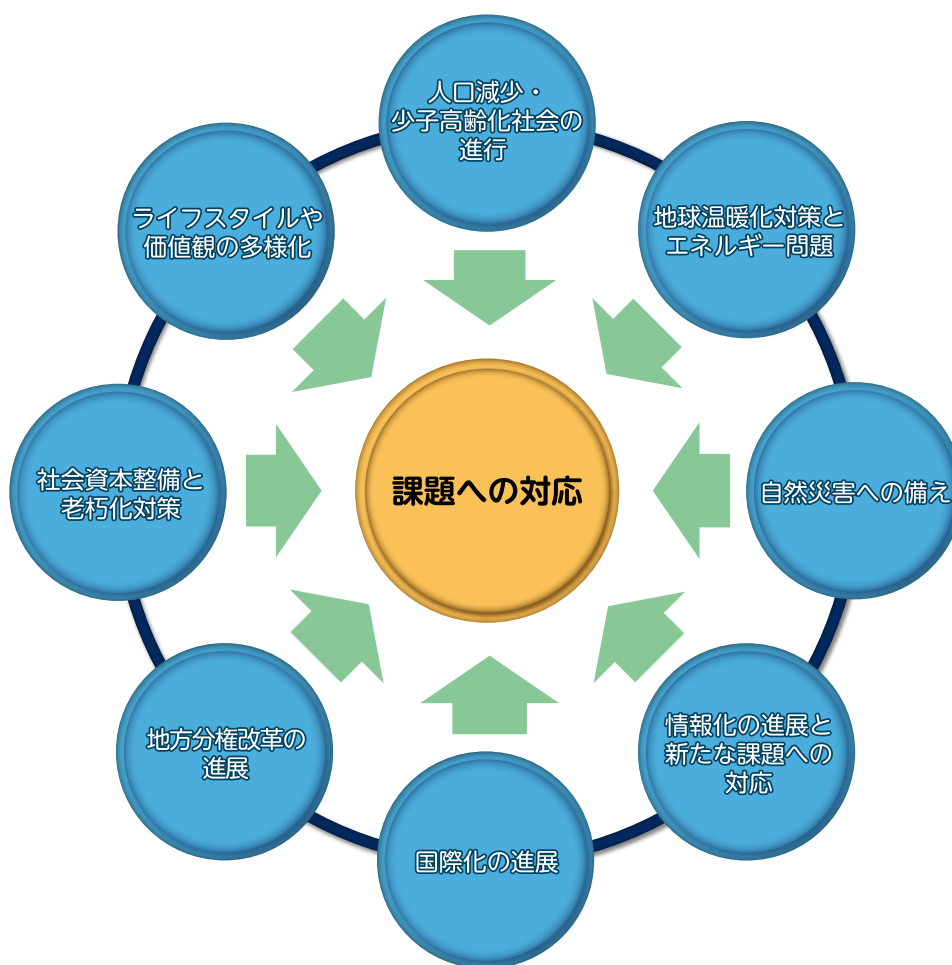 人口減少・
少子高齢化社会の
進行
地球温暖化対策と
エネルギー問題
自然災害への備え
情報化の進展と
新たな課題への
対応
国際化の進展
地方分権改革の
進展
社会資本整備と
老朽化対策
ライフスタイルや
価値観の多様化
課題への対応